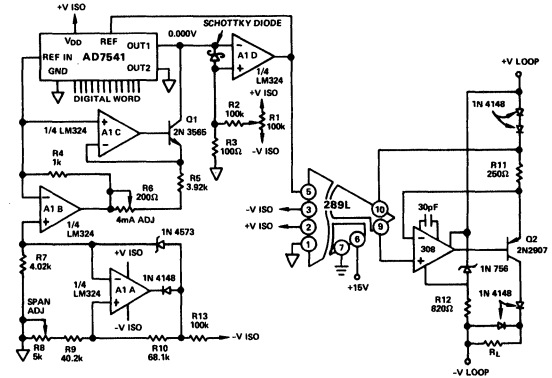 +V ISO
SCHOTTKY DIODE
0.000V
REF
VDD
OUT1
AD7541
REF IN
OUT2
GND
DIGITAL WORD
A1 D
1/4
LM324
+V ISO
R2
100k
R1
100k
-V ISO
R3
100Ω
1/4 LM324
A1 C
Q1
2N 3565
R4
1k
R5
3.92k
R6
200Ω
4mA ADJ
A1 B
1/4
LM324
1N 4573
R7
4.02k
+V ISO
1/4
LM324
A1 A
1N 4148
-V ISO
R13
100k
-V ISO
SPAN
ADJ
R8
5k
R9
40.2k
R10
68.1k
5
-V ISO
3
+V ISO
2
1
289L
10
9
6
7
+15V
+V LOOP
1N 4148
R11
250Ω
30pF
308
Q2
2N2907
1N 756
R12
820Ω
1N 4148
RL
-V LOOP